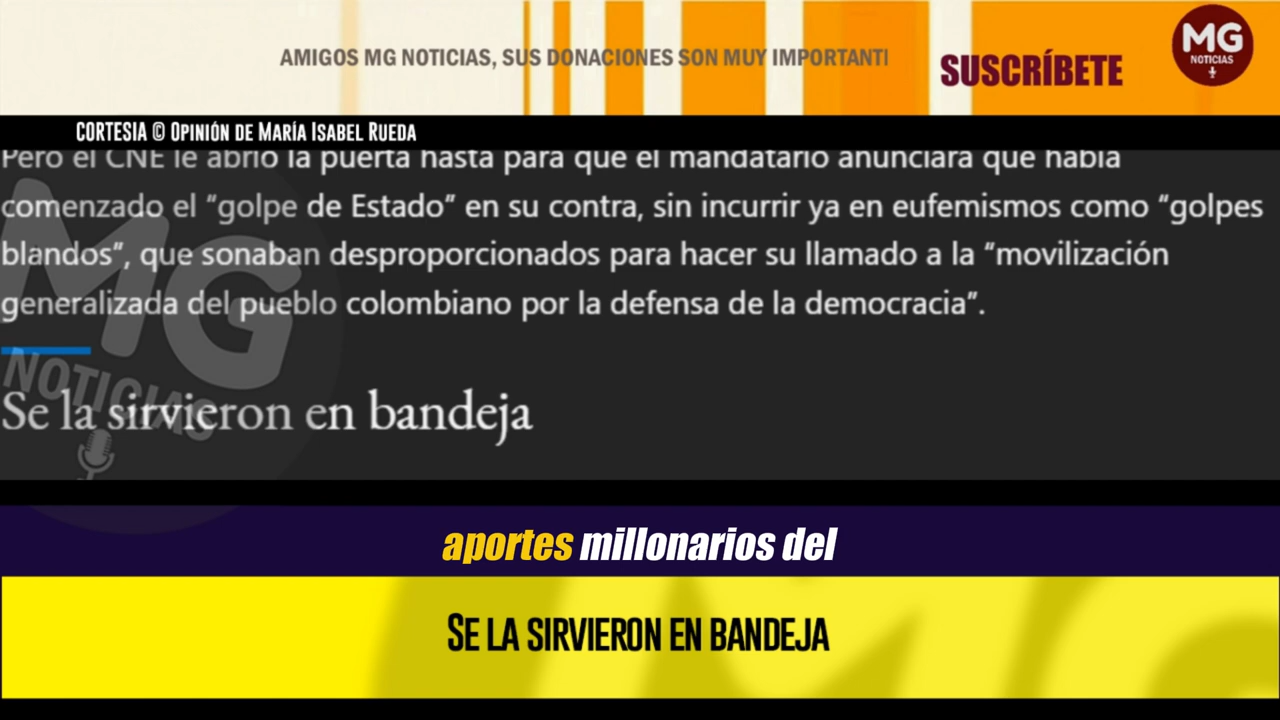 AMIGOS MG NOTICIAS, SUS DONACIONES SON MUY IMPORTANTI
SUSCRÍBETE
MG
NOTICIAS
CORTESIA © OPINIÓN DE MARÍA ISABEL RUEDA
Pero el CNE le abrió la puerta hasta para que el mandatario anunciara que había
comenzado el “golpe de Estado” en su contra, sin incurrir ya en eufemismos como “golpes
blandos”, que sonaban desproporcionados para hacer su llamado a la “movilización
generalizada del pueblo colombiano por la defensa de la democracia”.
MG
NOTICIAS
Se la sirvieron en bandeja
aportes millonarios del
SE LA SIRVIERON EN BANDEJA